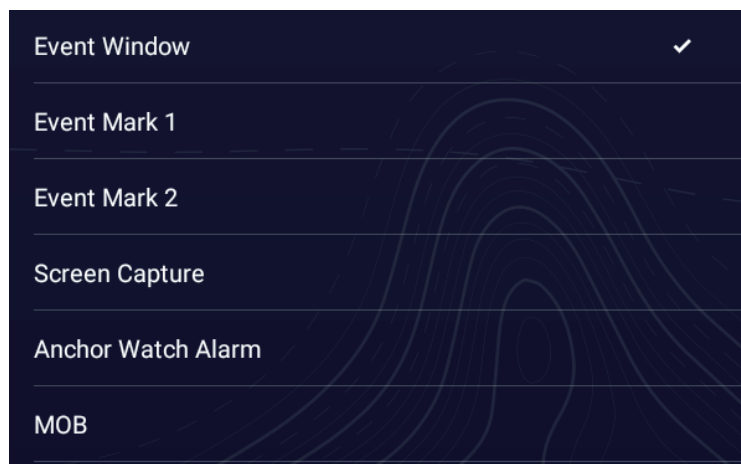 Event Window
Event Mark 1
Event Mark 2
Screen Capture
Anchor Watch Alarm
MOB